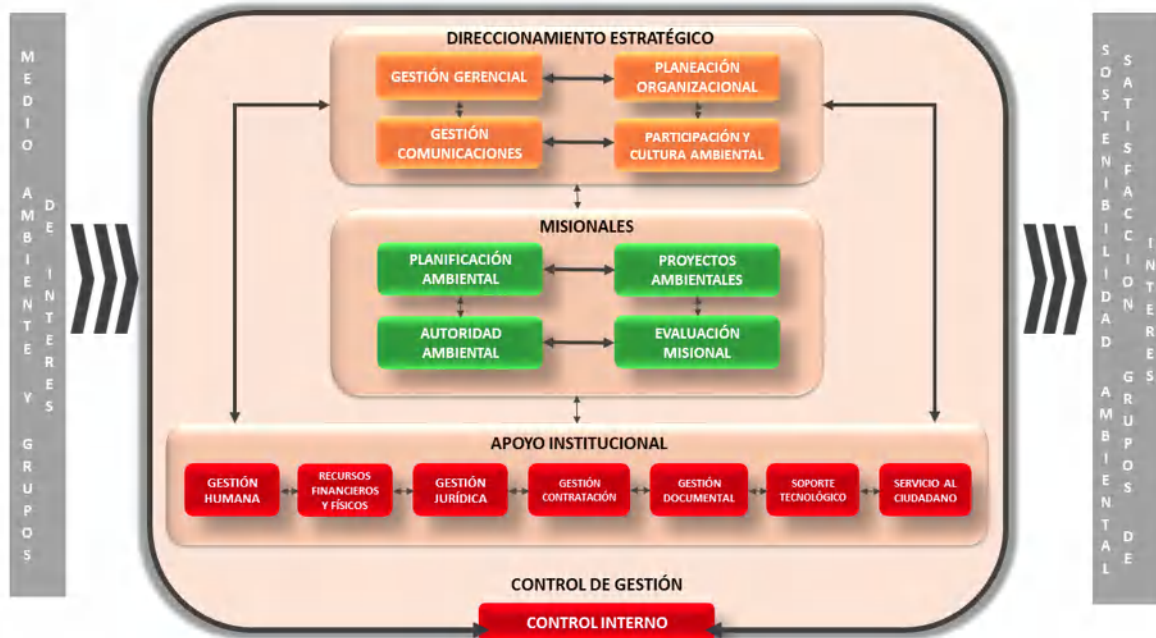 MEDIO AMBIENTE Y GRUPOS
DE INTERES
DIRECCIONAMIENTO ESTRATÉGICO
GESTIÓN GERENCIAL
PLANEACIÓN
ORGANIZACIONAL
GESTIÓN
COMUNICACIONES
PARTICIPACIÓN Y
CULTURA AMBIENTAL
MISIONALES
PLANIFICACIÓN
AMBIENTAL
PROYECTOS
AMBIENTALES
AUTORIDAD
AMBIENTAL
EVALUACIÓN
MISIONAL
APOYO INSTITUCIONAL
GESTIÓN
HUMANA
RECURSOS
FINANCIEROS
Y FÍSICOS
GESTIÓN
JURÍDICA
GESTIÓN
CONTRATACIÓN
GESTIÓN
DOCUMENTAL
SOPORTE
TECNOLÓGICO
SERVICIO AL
CIUDADANO
CONTROL DE GESTIÓN
CONTROL INTERNO
SOSTENIBILIDAD AMBIENTAL
SATISFACCION GRUPOS DE
INTERES